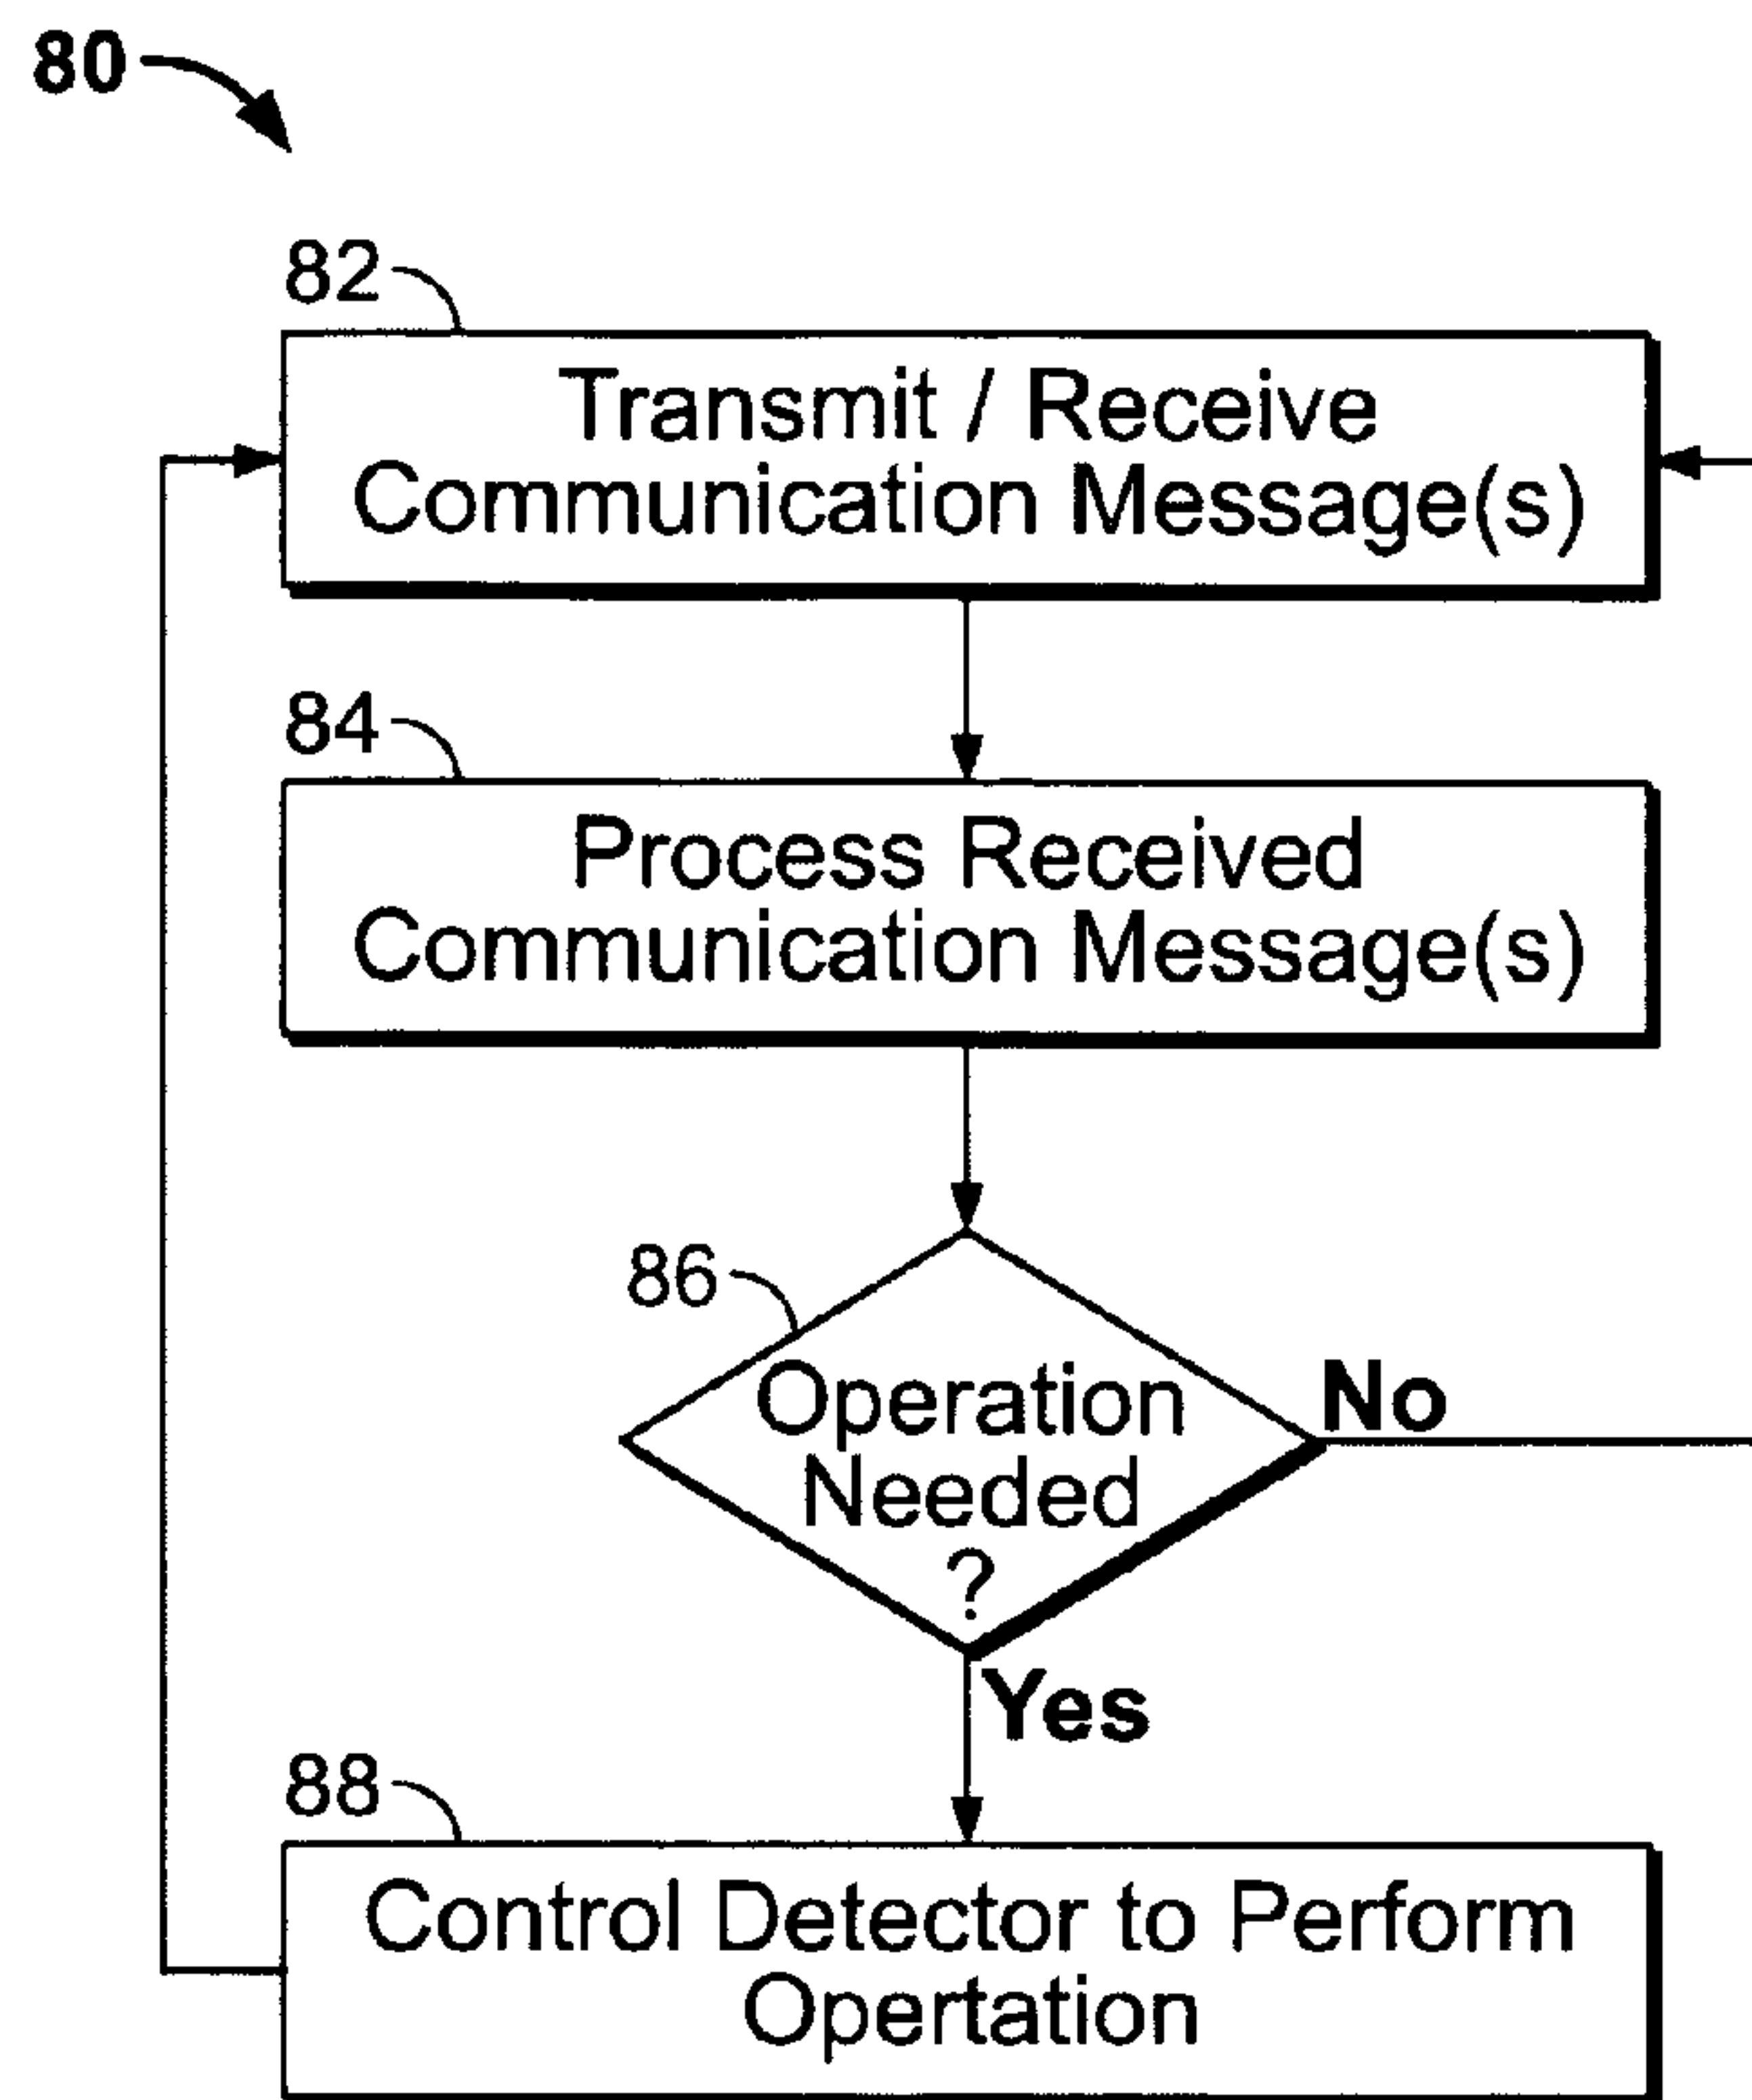 80
82
Transmit / Receive
Communication Message(s)
84
Process Received
Communication Message(s)
86
Operation
Needed
?
No
Yes
88
Control Detector to Perform
Opertation